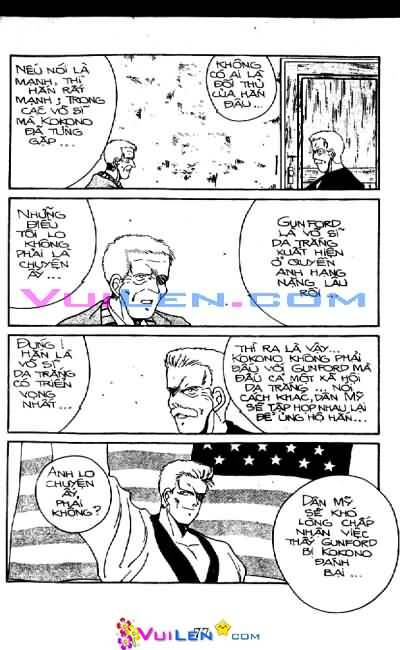 NẾU NÓI LÀ
MẠNH, THÌ
HẮN RẤT
MẠNH, TRONG
CÁC VÕ SĨ
MÀ KOKONO
ĐÃ TỪNG
GẶP ...
KHÔNG
CÓ AI LÀ
ĐỐI THỦ
CỦA HẮN
ĐÂU ...
NHỮNG
ĐIỀU
TÔI LO
KHÔNG
PHẢI LÀ
CHUYỆN
ẤY ...
GUNFORD
LÀ VÕ SĨ
DA TRẮNG
XUẤT HIỆN
Ở QUYỀN
ANH HẠNG
NẶNG LÂU
RỒI ...
VUILEN.COM
ĐÚNG!
HẮN LÀ
VÕ SĨ
DA TRẮNG
CÓ TRIỂN
VỌNG
NHẤT ...
THÌ RA LÀ VẬY...
KOKONO KHÔNG PHẢI
ĐẤU VỚI GUNFORD MÀ
ĐẤU CẢ MỘT XÃ HỘI
DA TRẮNG ... NÓI
CÁCH KHÁC, DÂN MỸ
SẼ TẬP HỢP NHAU LẠI
ĐỂ ỦNG HỘ HẮN...
ANH LO
CHUYỆN
ẤY,
PHẢI
KHÔNG?
DÂN MỸ
SẼ KHÓ
LÒNG CHẤP
NHẬN VIỆC
THẤY GUNFORD
BỊ KOKONO
ĐÁNH
BẠI ...
VUILEN.COM